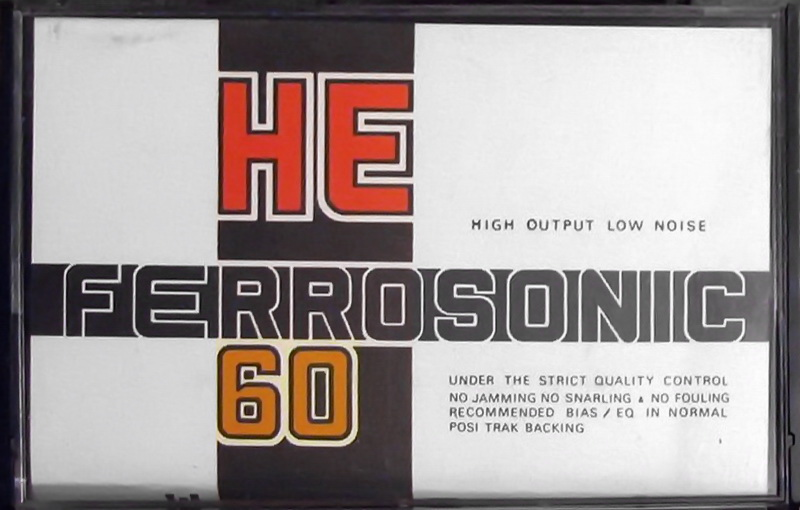 HE
HIGH OUTPUT LOW NOISE
FERROSONIC
60
UNDER THE STRICT QUALITY CONTROL
NO JAMMING NO SNARLING & NO FOULING
RECOMMENDED BIAS / EQ IN NORMAL
POSI TRAK BACKING